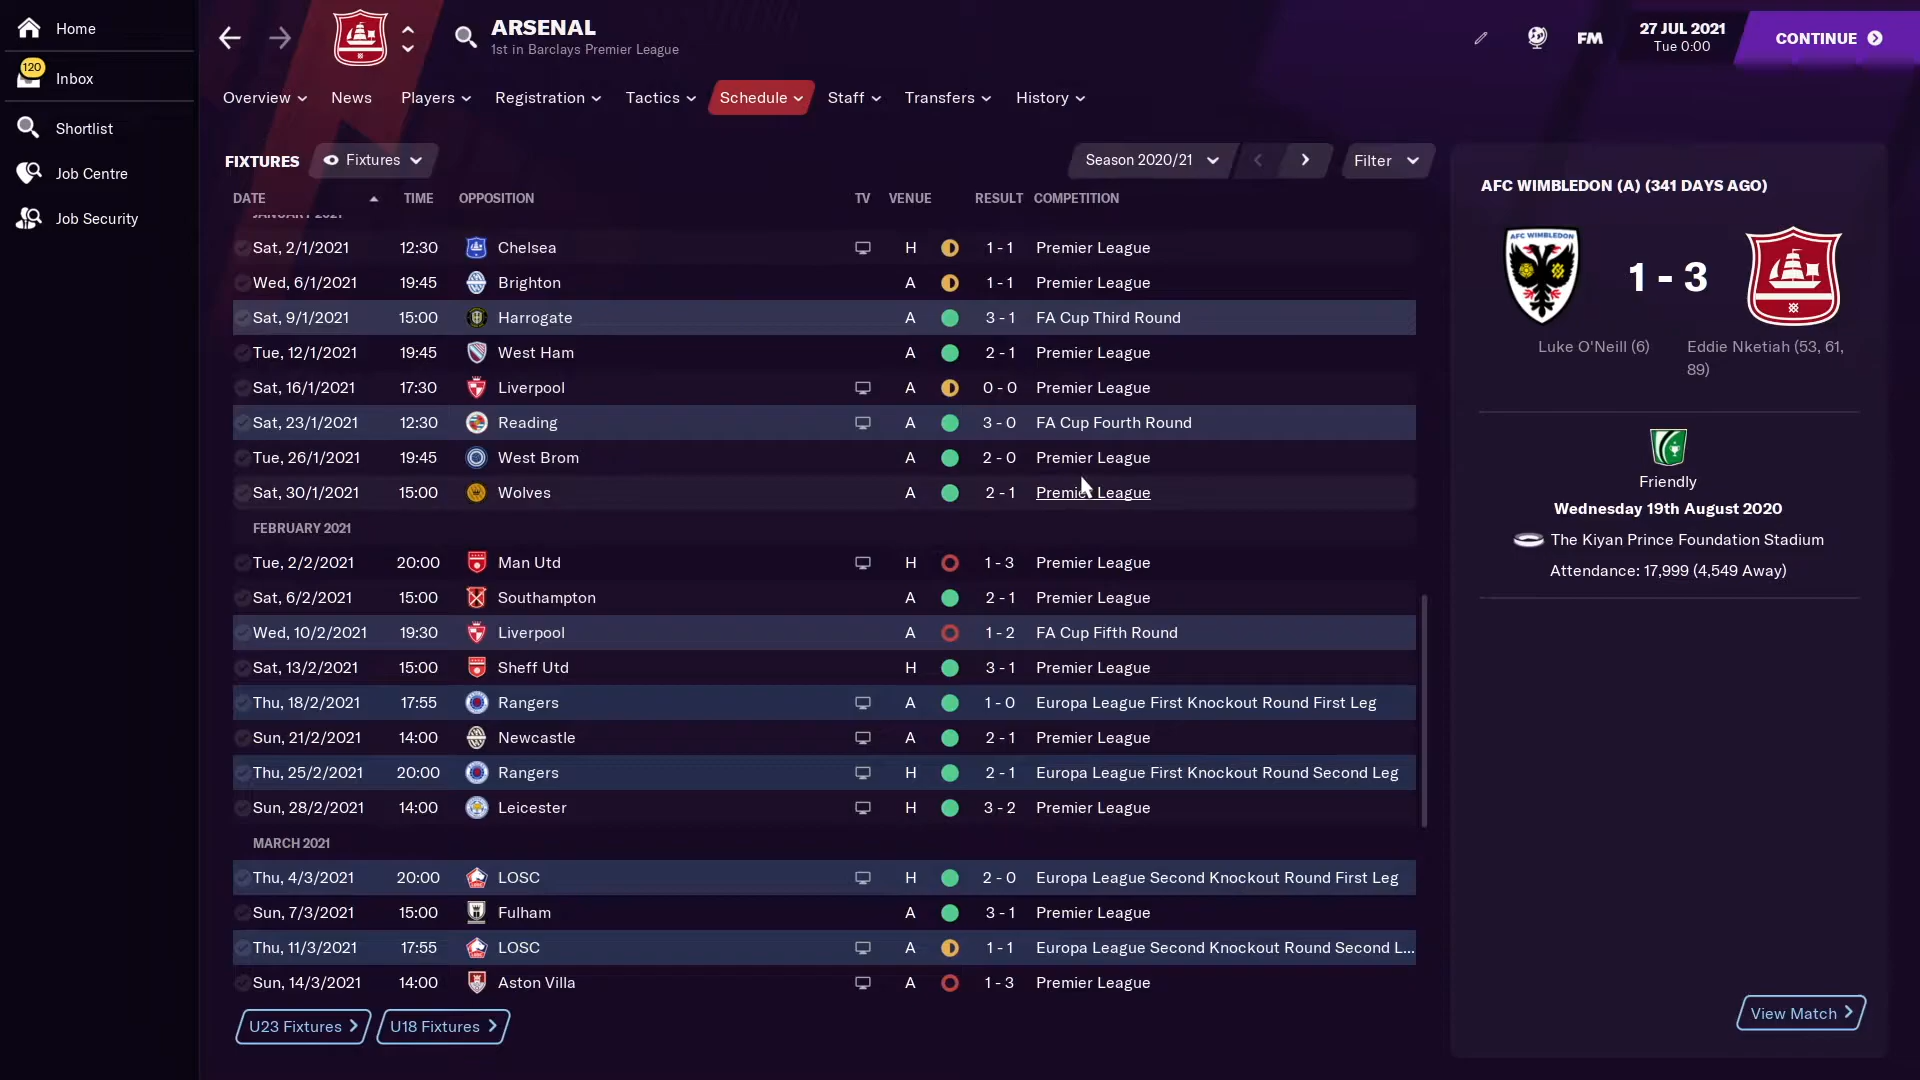 Home
120
Inbox
Shortlist
Job Centre
Job Security
ARSENAL
1st in Barclays Premier League
FM
27 JUL 2021
Tue 0:00
CONTINUE
Overview News Players Registration Tactics Schedule Staff Transfers History
FIXTURES Fixtures Season 2020/21 Filter
DATE TIME OPPOSITION TV VENUE RESULT COMPETITION
JANUARY 2021
Sat, 2/1/2021 12:30 Chelsea H 1 - 1 Premier League
Wed, 6/1/2021 19:45 Brighton A 1 - 1 Premier League
Sat, 9/1/2021 15:00 Harrogate A 3 - 1 FA Cup Third Round
Tue, 12/1/2021 19:45 West Ham A 2 - 1 Premier League
Sat, 16/1/2021 17:30 Liverpool A 0 - 0 Premier League
Sat, 23/1/2021 12:30 Reading A 3 - 0 FA Cup Fourth Round
Tue, 26/1/2021 19:45 West Brom A 2 - 0 Premier League
Sat, 30/1/2021 15:00 Wolves A 2 - 1 Premier League
FEBRUARY 2021
Tue, 2/2/2021 20:00 Man Utd H 1 - 3 Premier League
Sat, 6/2/2021 15:00 Southampton A 2 - 1 Premier League
Wed, 10/2/2021 19:30 Liverpool A 1 - 2 FA Cup Fifth Round
Sat, 13/2/2021 15:00 Sheff Utd H 3 - 1 Premier League
Thu, 18/2/2021 17:55 Rangers A 1 - 0 Europa League First Knockout Round First Leg
Sun, 21/2/2021 14:00 Newcastle A 2 - 1 Premier League
Thu, 25/2/2021 20:00 Rangers H 2 - 1 Europa League First Knockout Round Second Leg
Sun, 28/2/2021 14:00 Leicester H 3 - 2 Premier League
MARCH 2021
Thu, 4/3/2021 20:00 LOSC H 2 - 0 Europa League Second Knockout Round First Leg
Sun, 7/3/2021 15:00 Fulham A 3 - 1 Premier League
Thu, 11/3/2021 17:55 LOSC A 1 - 1 Europa League Second Knockout Round Second L...
Sun, 14/3/2021 14:00 Aston Villa A 1 - 3 Premier League
U23 Fixtures U18 Fixtures
AFC WIMBLEDON (A) (341 DAYS AGO)
AFC WIMBLEDON
1 - 3
Luke O'Neill (6) Eddie Nketiah (53, 61,
89)
Friendly
Wednesday 19th August 2020
The Kiyan Prince Foundation Stadium
Attendance: 17,999 (4,549 Away)
View Match